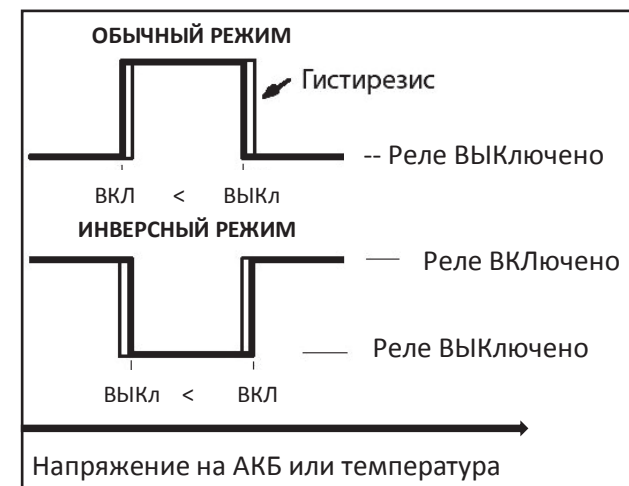 ОБЫЧНЫЙ РЕЖИМ
Гистирезис
-- Реле ВЫКлючено
ВКЛ < ВЫКл
ИНВЕРСНЫЙ РЕЖИМ
Реле ВКЛючено
Реле ВЫКлючено
ВЫКл < ВКЛ
Напряжение на АКБ или температура